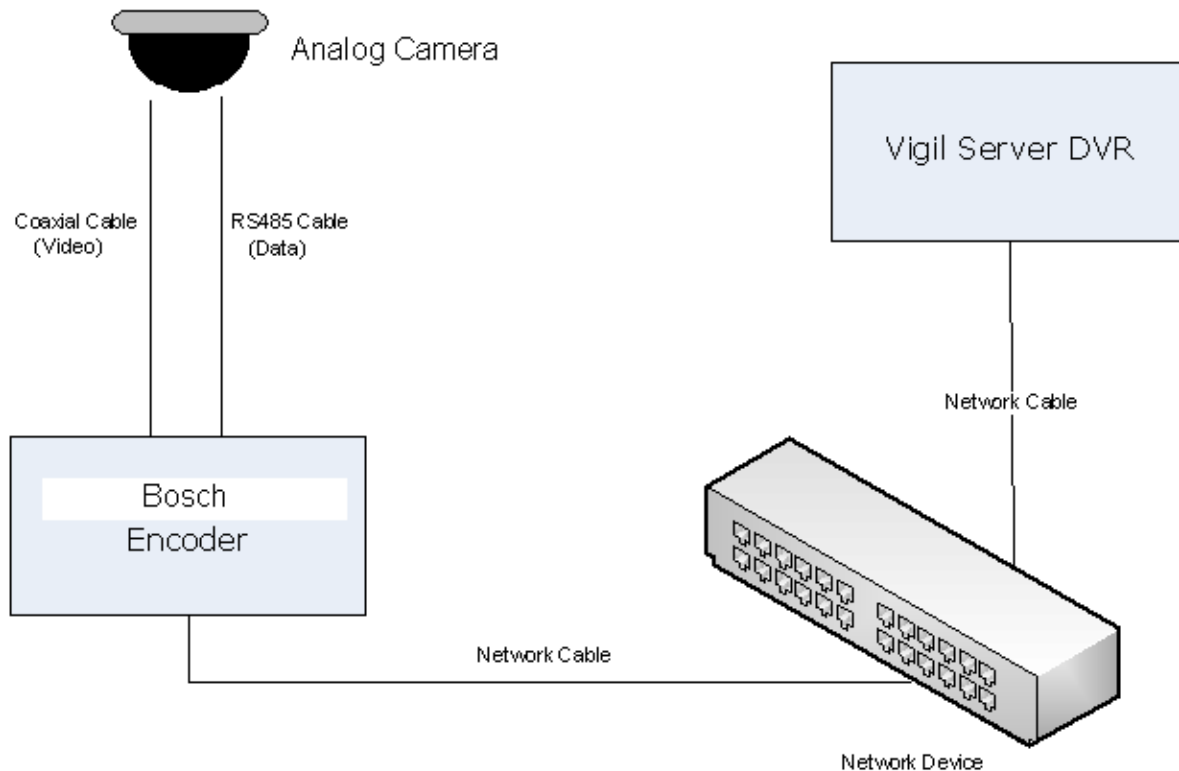 Analog Camera
Vigil Server DVR
Coaxial Cable
(Video)
RS485 Cable
(Data)
Network Cable
Bosch
Encoder
Network Cable
Network Device